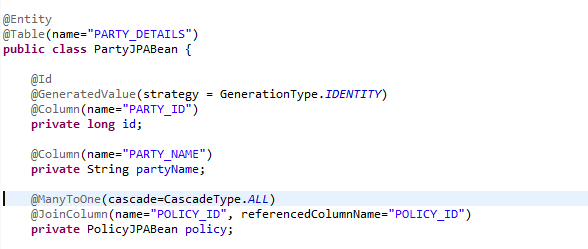 @Entity
@Table(name="PARTY_DETAILS")
public class PartyJPABean {
@Id
@GeneratedValue(strategy = GenerationType.IDENTITY)
@Column(name="PARTY_ID")
private long id;
@Column(name="PARTY_NAME")
private String partyName;
@ManyToOne(cascade=CascadeType.ALL)
@JoinColumn(name="POLICY_ID", referencedColumnName="POLICY_ID")
private PolicyJPABean policy;